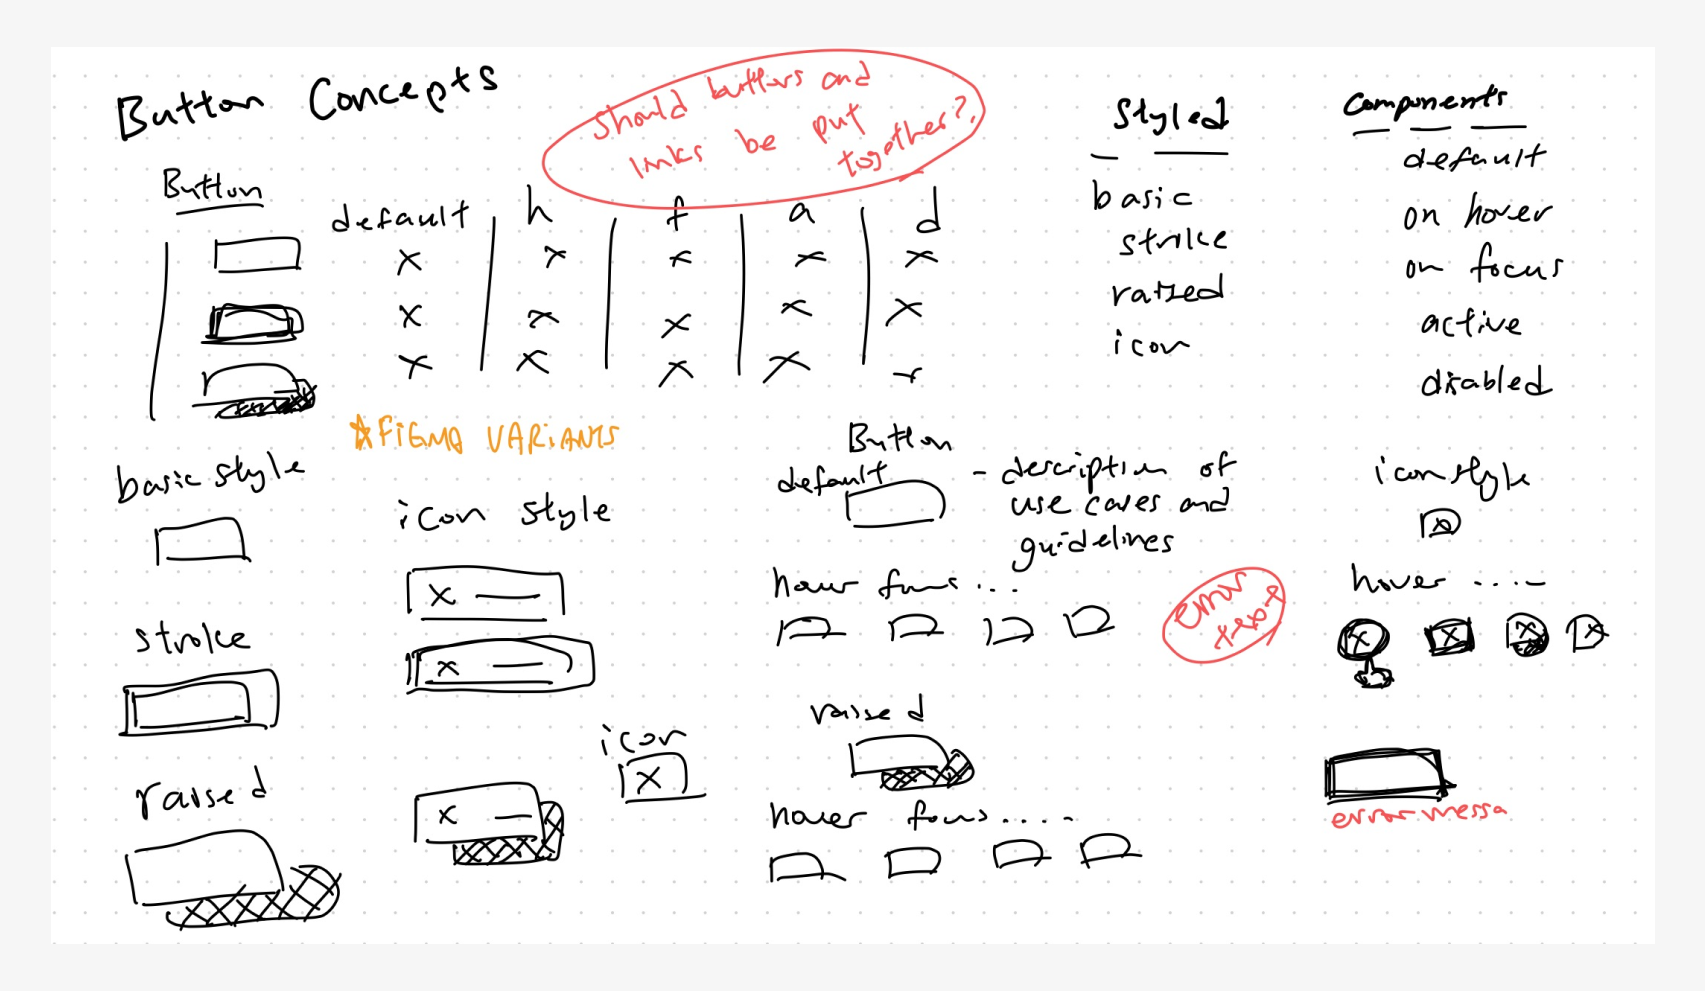 Button Concepts
Should buttons and
links be put
together?
Styled
basic
stroke
raised
icon
Components
default
on hover
on focus
active
disabled
Button
default h f a d
x x x x x
x x x x x
x x x x
FIGMA VARIANTS
basic style
stroke
raised
icon style
x
x
x
icon
x
Button
default
- description of
use cases and
guidelines
hover focus ...
error
text
raised
hover focus ....
icon style
x
hover ....
x x x x
error messa